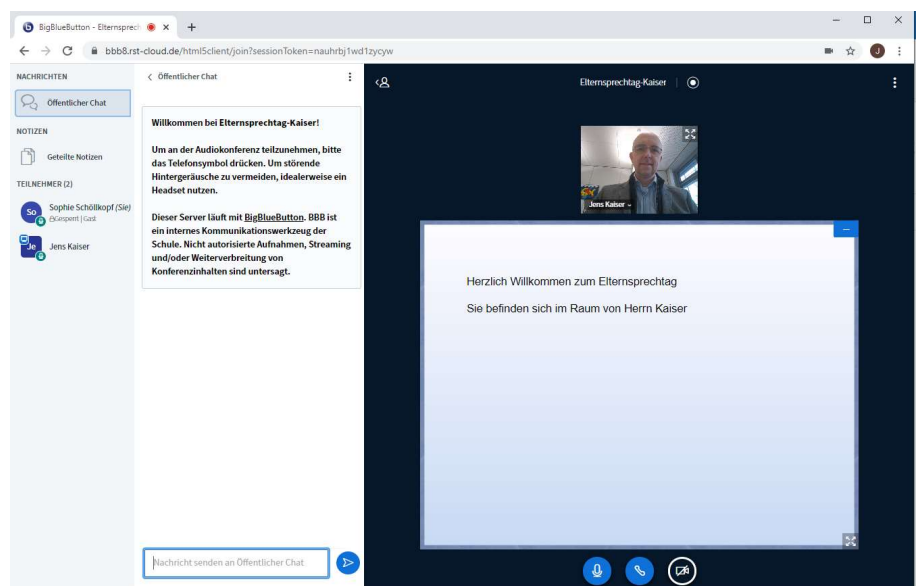 BigBlueButton - Elternsprech
bbb8.rst-cloud.de/html5client/join?sessionToken=nauhrbj1wd1zycyw
J
NACHRICHTEN
Öffentlicher Chat
NOTIZEN
Geteilte Notizen
TEILNEHMER (2)
So
Sophie Schöllkopf (Sie)
Gesperrt | Gast
Je
Jens Kaiser
Öffentlicher Chat
Willkommen bei Elternsprechtag-Kaiser!
Um an der Audiokonferenz teilzunehmen, bitte
das Telefonsymbol drücken. Um störende
Hintergeräusche zu vermeiden, idealerweise ein
Headset nutzen.
Dieser Server läuft mit BigBlueButton. BBB ist
ein internes Kommunikationswerkzeug der
Schule. Nicht autorisierte Aufnahmen, Streaming
und/oder Weiterverbreitung von
Konferenzinhalten sind untersagt.
Nachricht senden an Öffentlicher Chat
Elternsprechtag-Kaiser
Jens Kaiser
Herzlich Willkommen zum Elternsprechtag
Sie befinden sich im Raum von Herrn Kaiser